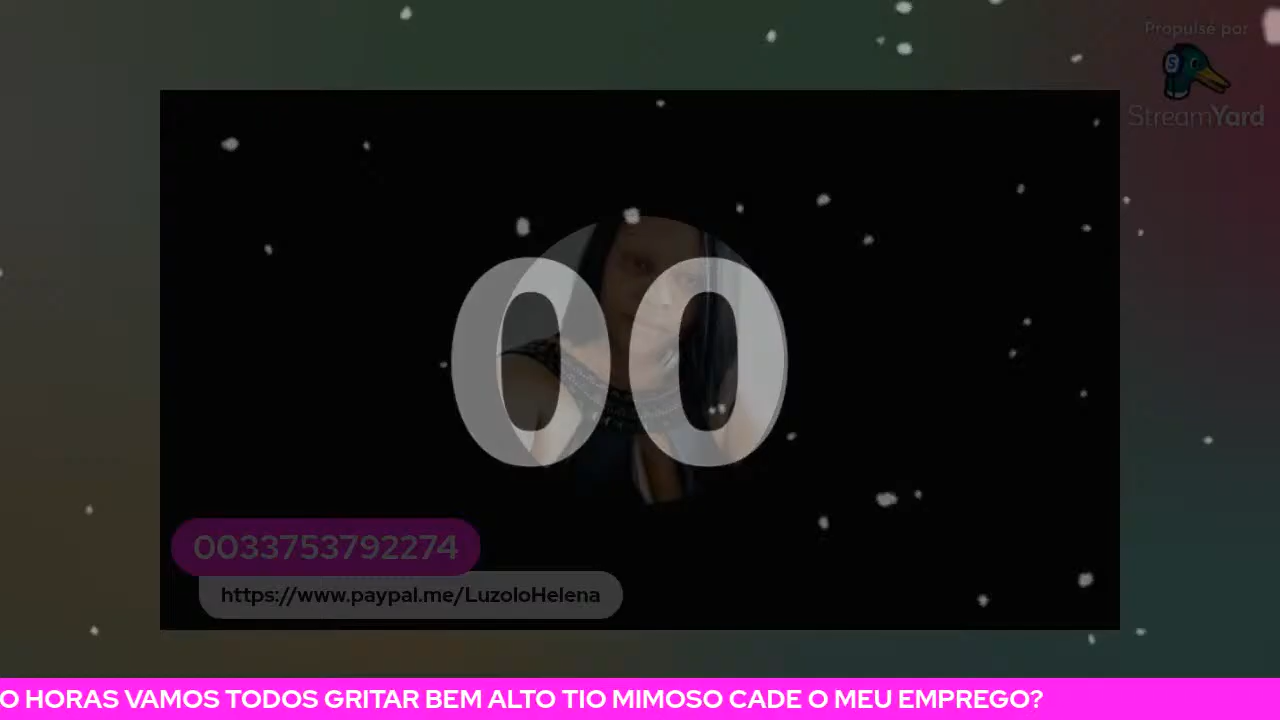 Propulsé par
StreamYard
00
0033753792274
https://www.paypal.me/LuzoloHelena
O HORAS VAMOS TODOS GRITAR BEM ALTO TIO MIMOSO CADE O MEU EMPREGO?